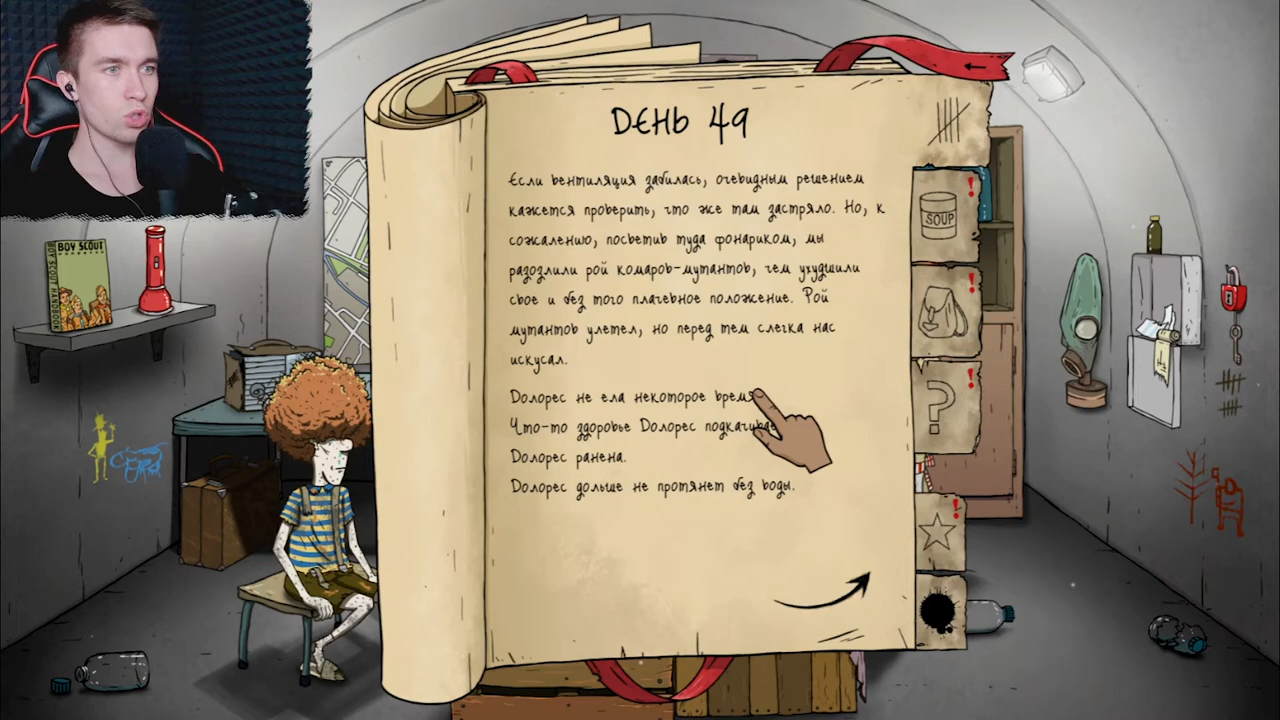 ДЕНЬ 49
Если вентиляция забилась, очевидным решением
кажется проверить, что же там застряло. Но, к
сожалению, посветив туда фонариком, мы
разозлили рой комаров-мутантов, чем ухудшили
свое и без того плачевное положение. Рой
мутантов улетел, но перед тем слегка нас
искусал.
Долорес не ела некоторое время
Что-то здоровье Долорес
Долорес ранена.
Долорес дольше не протянет без воды.
SOUP
BOY SCOUT
BOY SCOUT HANDBOOK